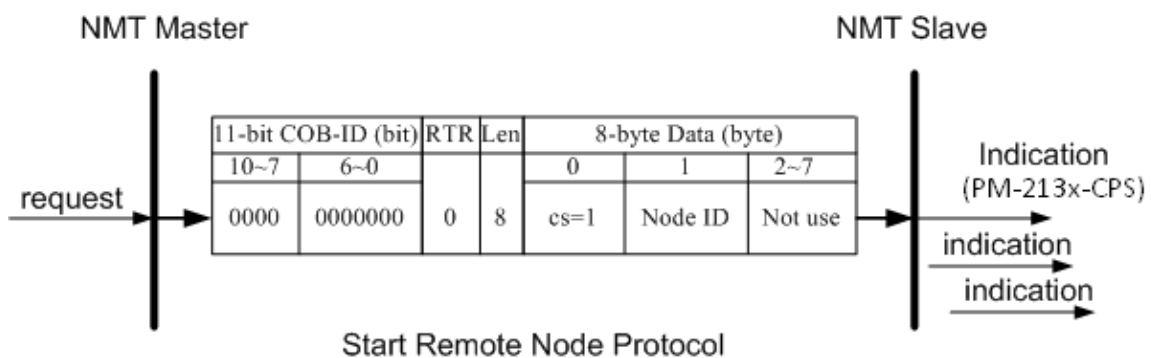 NMT Master
NMT Slave
11-bit COB-ID (bit) RTR Len 8-byte Data (byte)
10~7 6~0 0 1 2~7
request
0000 0000000 0 8 cs=1 Node ID Not use
Indication
(PM-213x-CPS)
indication
indication
Start Remote Node Protocol